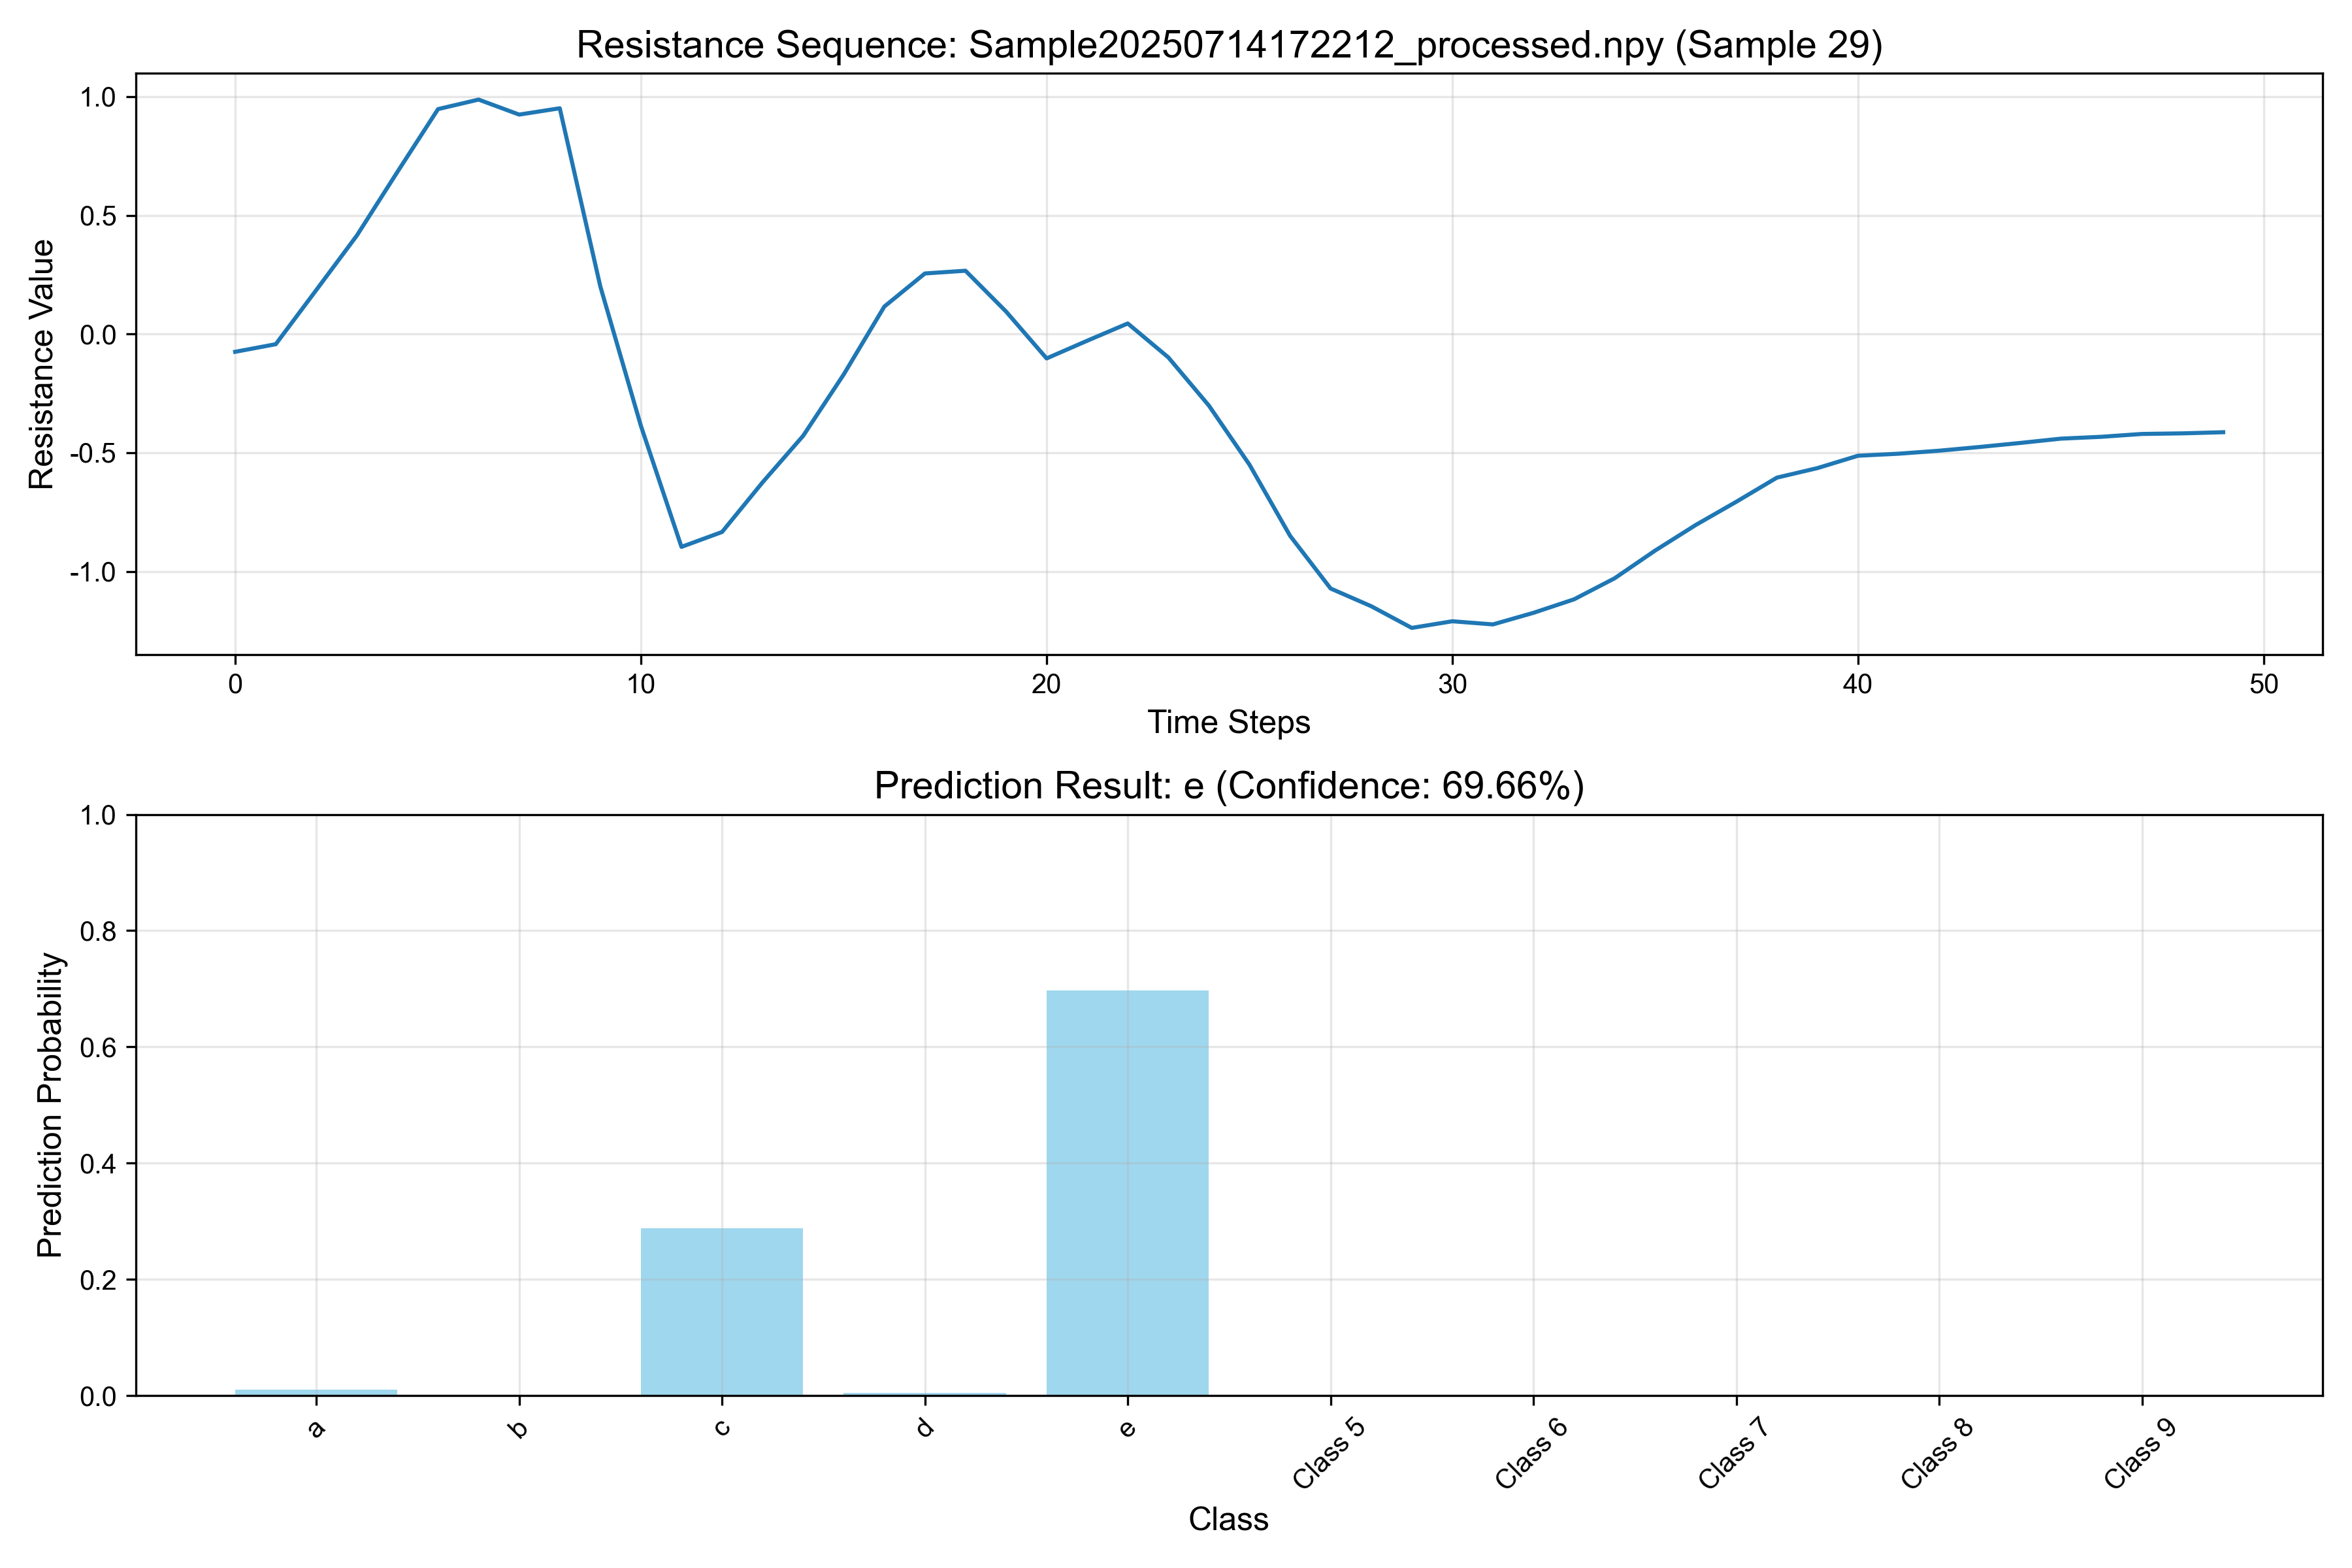 Resistance Sequence: Sample20250714172212_processed.npy (Sample 29)
Resistance Value
1.0
0.5
0.0
-0.5
-1.0
0 10 20 30 40 50
Time Steps
Prediction Result: e (Confidence: 69.66%)
Prediction Probability
1.0
0.8
0.6
0.4
0.2
0.0
a b c d e Class 5 Class 6 Class 7 Class 8 Class 9
Class